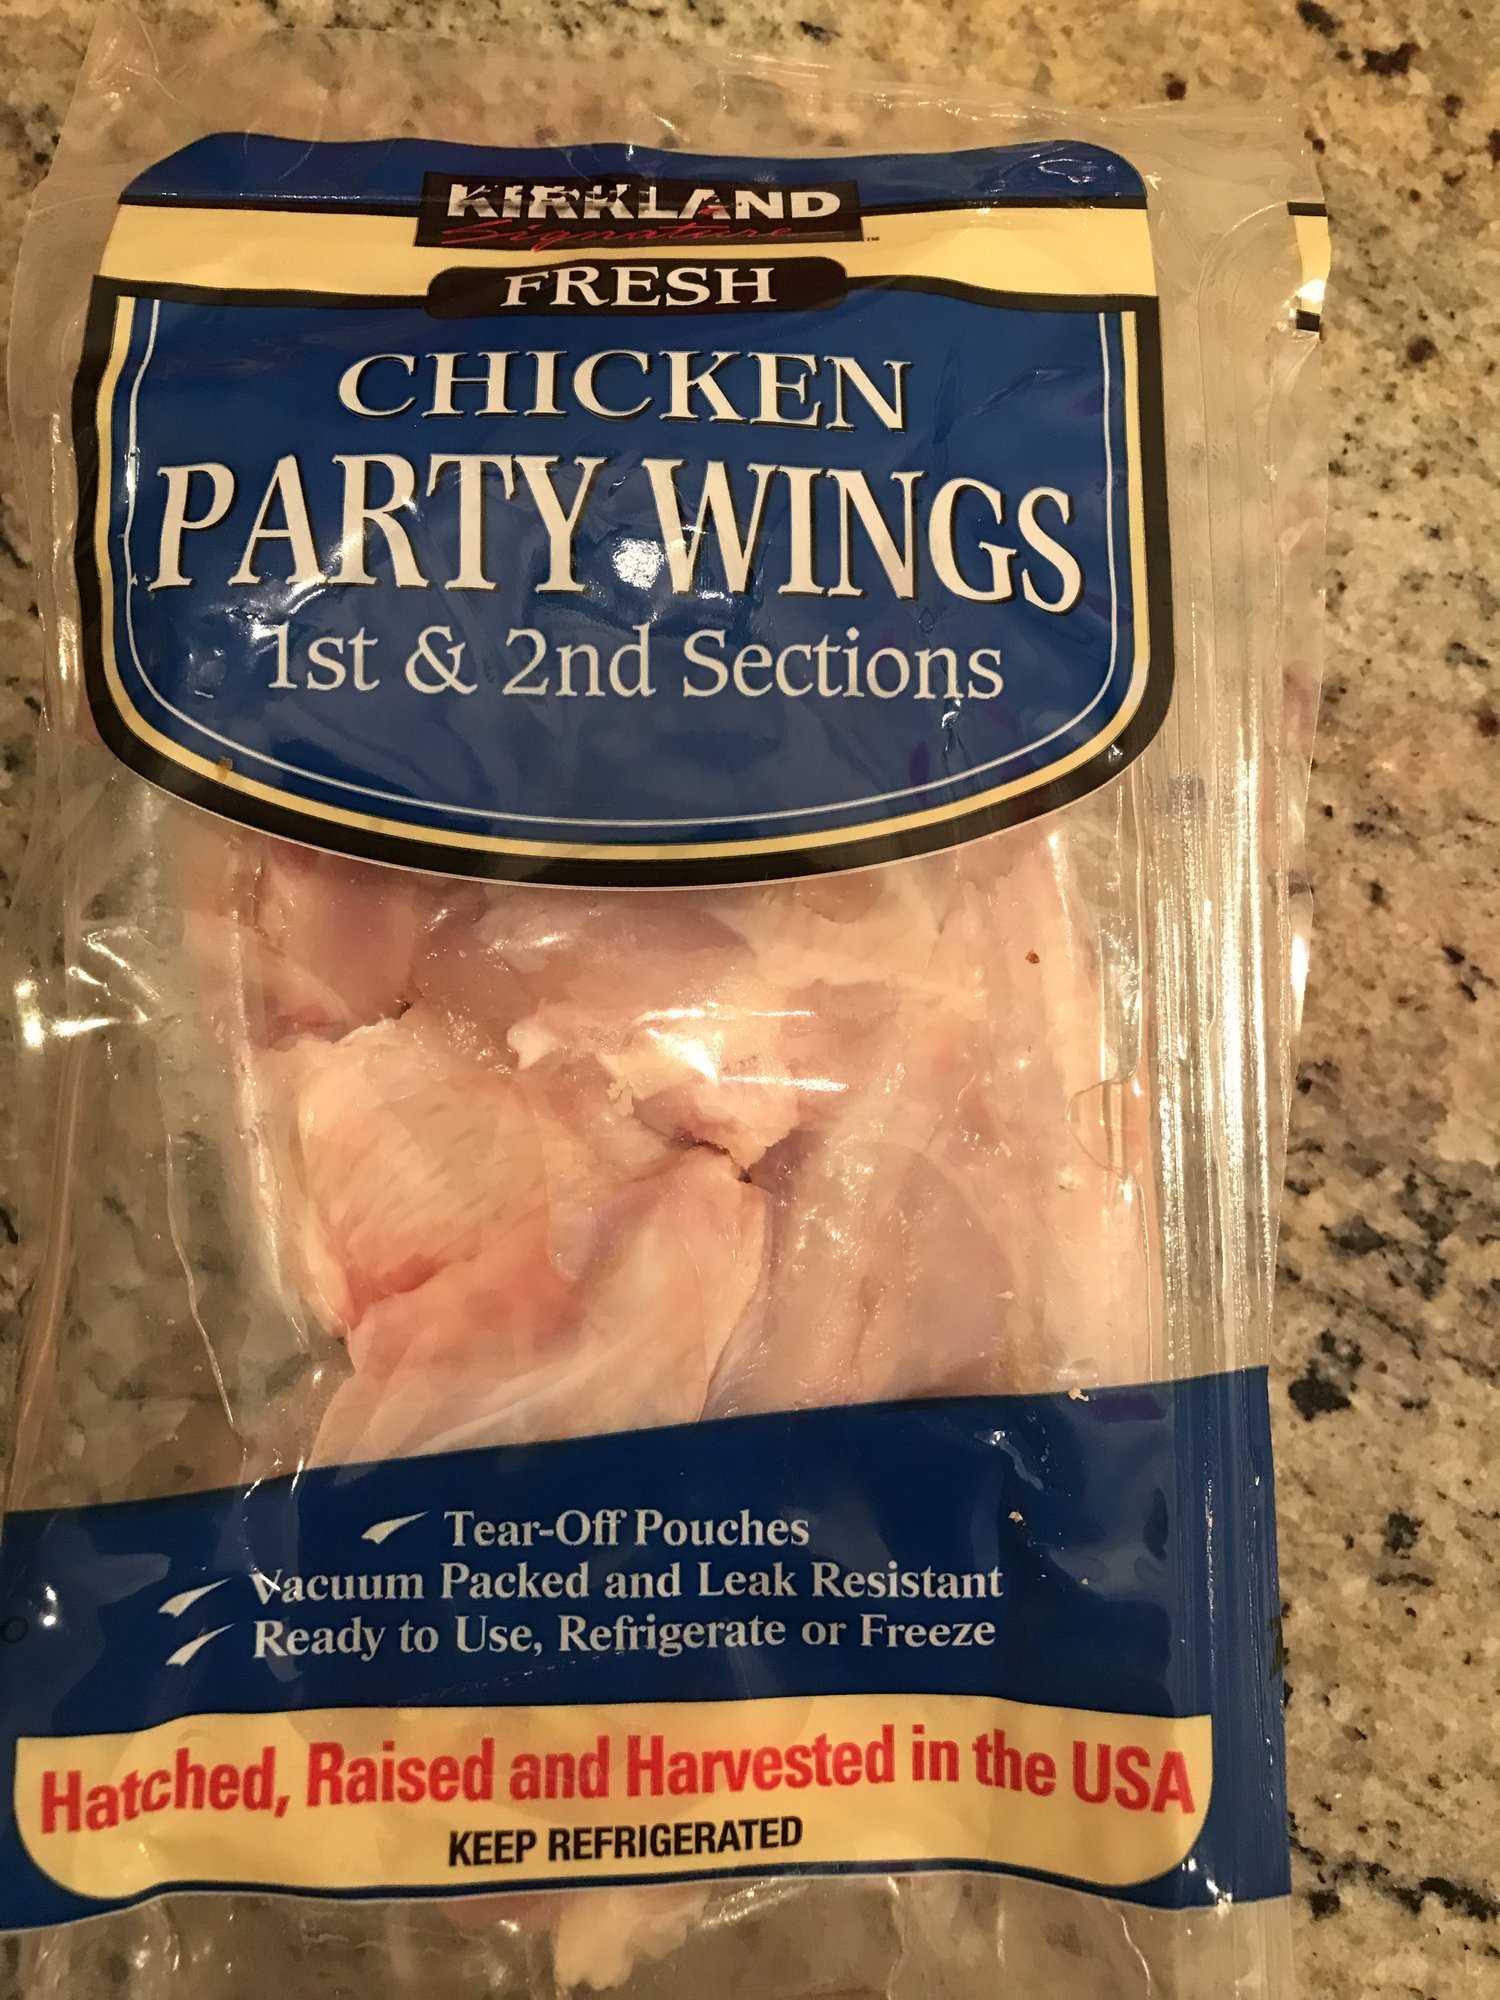 KIRKLAND
Signature™
FRESH
CHICKEN
PARTY WINGS
1st & 2nd Sections
Tear-Off Pouches
Vacuum Packed and Leak Resistant
Ready to Use, Refrigerate or Freeze
Hatched, Raised and Harvested in the USA
KEEP REFRIGERATED